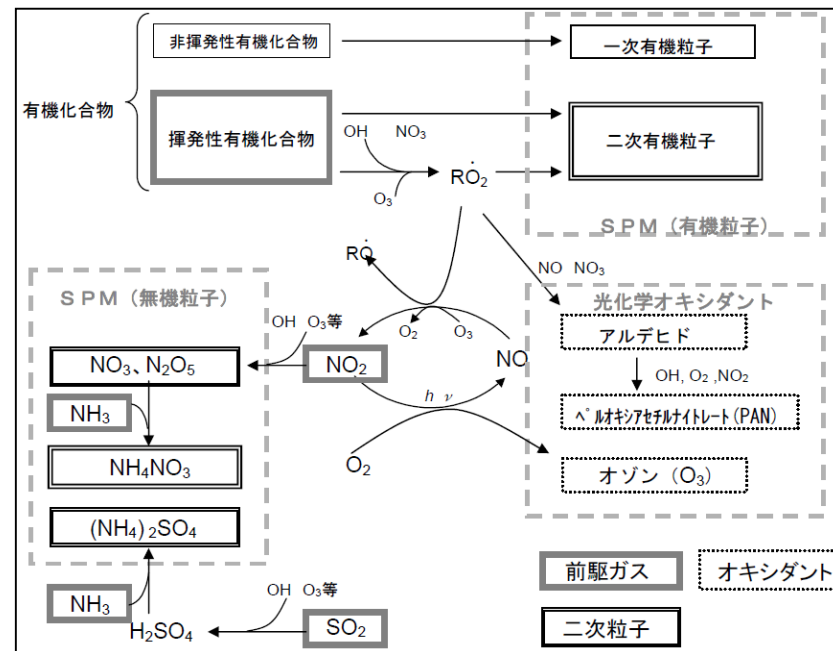 非揮発性有機化合物
一次有機粒子
有機化合物
揮発性有機化合物
OH NO₃
O₃
RȮ₂
二次有機粒子
SPM(有機粒子)
RȮ
NO NO₃
SPM(無機粒子)
光化学オキシダント
OH O₃等
O₂ O₃
アルデヒド
NO₃、N₂O₅
NO₂
NO
OH, O₂ ,NO₂
NH₃
h ν
ペルオキシアセチルナイトレート(PAN)
NH₄NO₃
O₂
オゾン(O₃)
(NH₄)₂SO₄
前駆ガス
オキシダント
NH₃
OH O₃等
H₂SO₄
SO₂
二次粒子